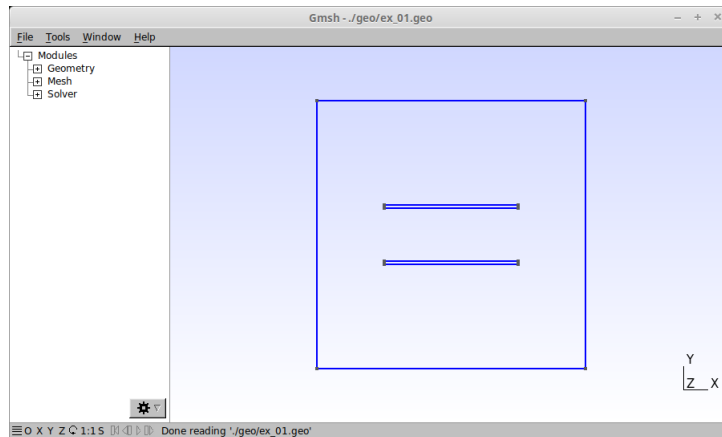 Gmsh - ./geo/ex_01.geo
File Tools Window Help
Modules
Geometry
Mesh
Solver
Y
Z X
O X Y Z 1:1 S Done reading './geo/ex_01.geo'